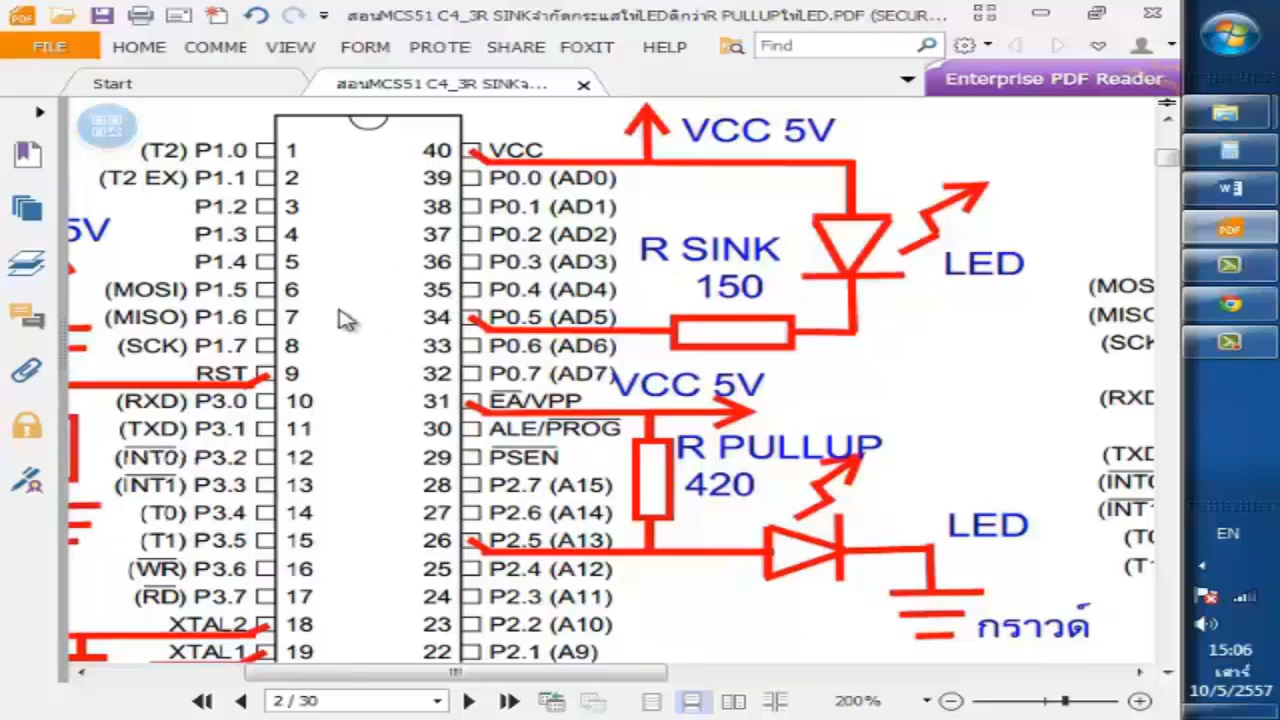 สอนMCS51 C4_3R SINKจำกัดกระแสให้LEDดีกว่าR PULLUPให้LED.PDF (SECUR...
FILE HOME COMME VIEW FORM PROTE SHARE FOXIT HELP Find
Start สอนMCS51 C4_3R SINKจ... Enterprise PDF Reader
VCC 5V
(T2) P1.0 1 40 VCC
(T2 EX) P1.1 2 39 P0.0 (AD0)
P1.2 3 38 P0.1 (AD1)
5V P1.3 4 37 P0.2 (AD2)
R SINK
P1.4 5 36 P0.3 (AD3) LED
(MOSI) P1.5 6 35 P0.4 (AD4) 150 (MOS
(MISO) P1.6 7 34 P0.5 (AD5) (MISC
(SCK) P1.7 8 33 P0.6 (AD6) (SCK
RST 9 32 P0.7 (AD7) VCC 5V
(RXD) P3.0 10 31 EA/VPP (RXD
(TXD) P3.1 11 30 ALE/PROG R PULLUP
(INT0) P3.2 12 29 PSEN (TXD
(INT1) P3.3 13 28 P2.7 (A15) 420 (INT0
(T0) P3.4 14 27 P2.6 (A14) LED (INT1
(T1) P3.5 15 26 P2.5 (A13) (T0
(WR) P3.6 16 25 P2.4 (A12) (T1
(RD) P3.7 17 24 P2.3 (A11)
XTAL2 18 23 P2.2 (A10) กราวด์
XTAL1 19 22 P2.1 (A9)
2 / 30 200%
PDF
EN
15:06
เสาร์
10/5/2557